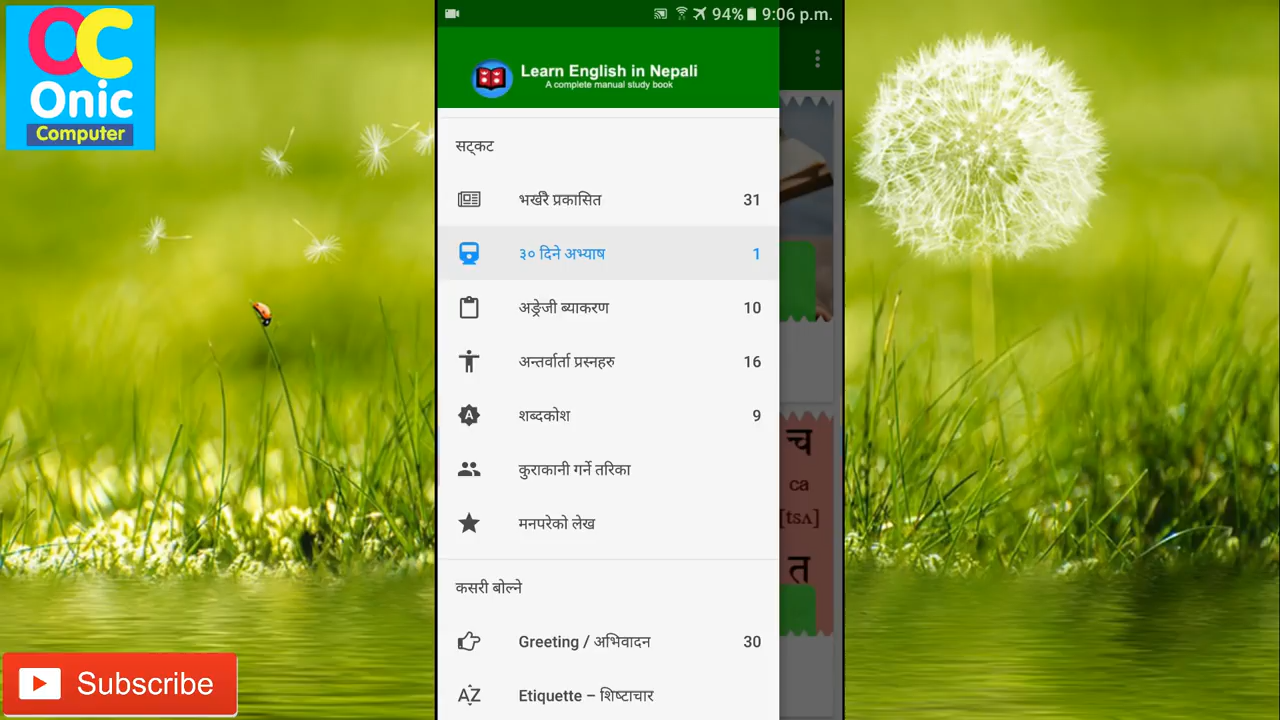 OC
Onic
Computer
94% 9:06 p.m.
Learn English in Nepali
A complete manual study book
सट्कट
भर्खरै प्रकासित 31
३० दिने अभ्याष 1
अङ्रेजी ब्याकरण 10
अन्तर्वार्ता प्रस्नहरु 16
शब्दकोश 9
कुराकानी गर्ने तरिका
मनपरेको लेख
कसरी बोल्ने
Greeting / अभिवादन 30
Etiquette – शिष्टाचार
च
ca
[tsʌ]
त
Subscribe